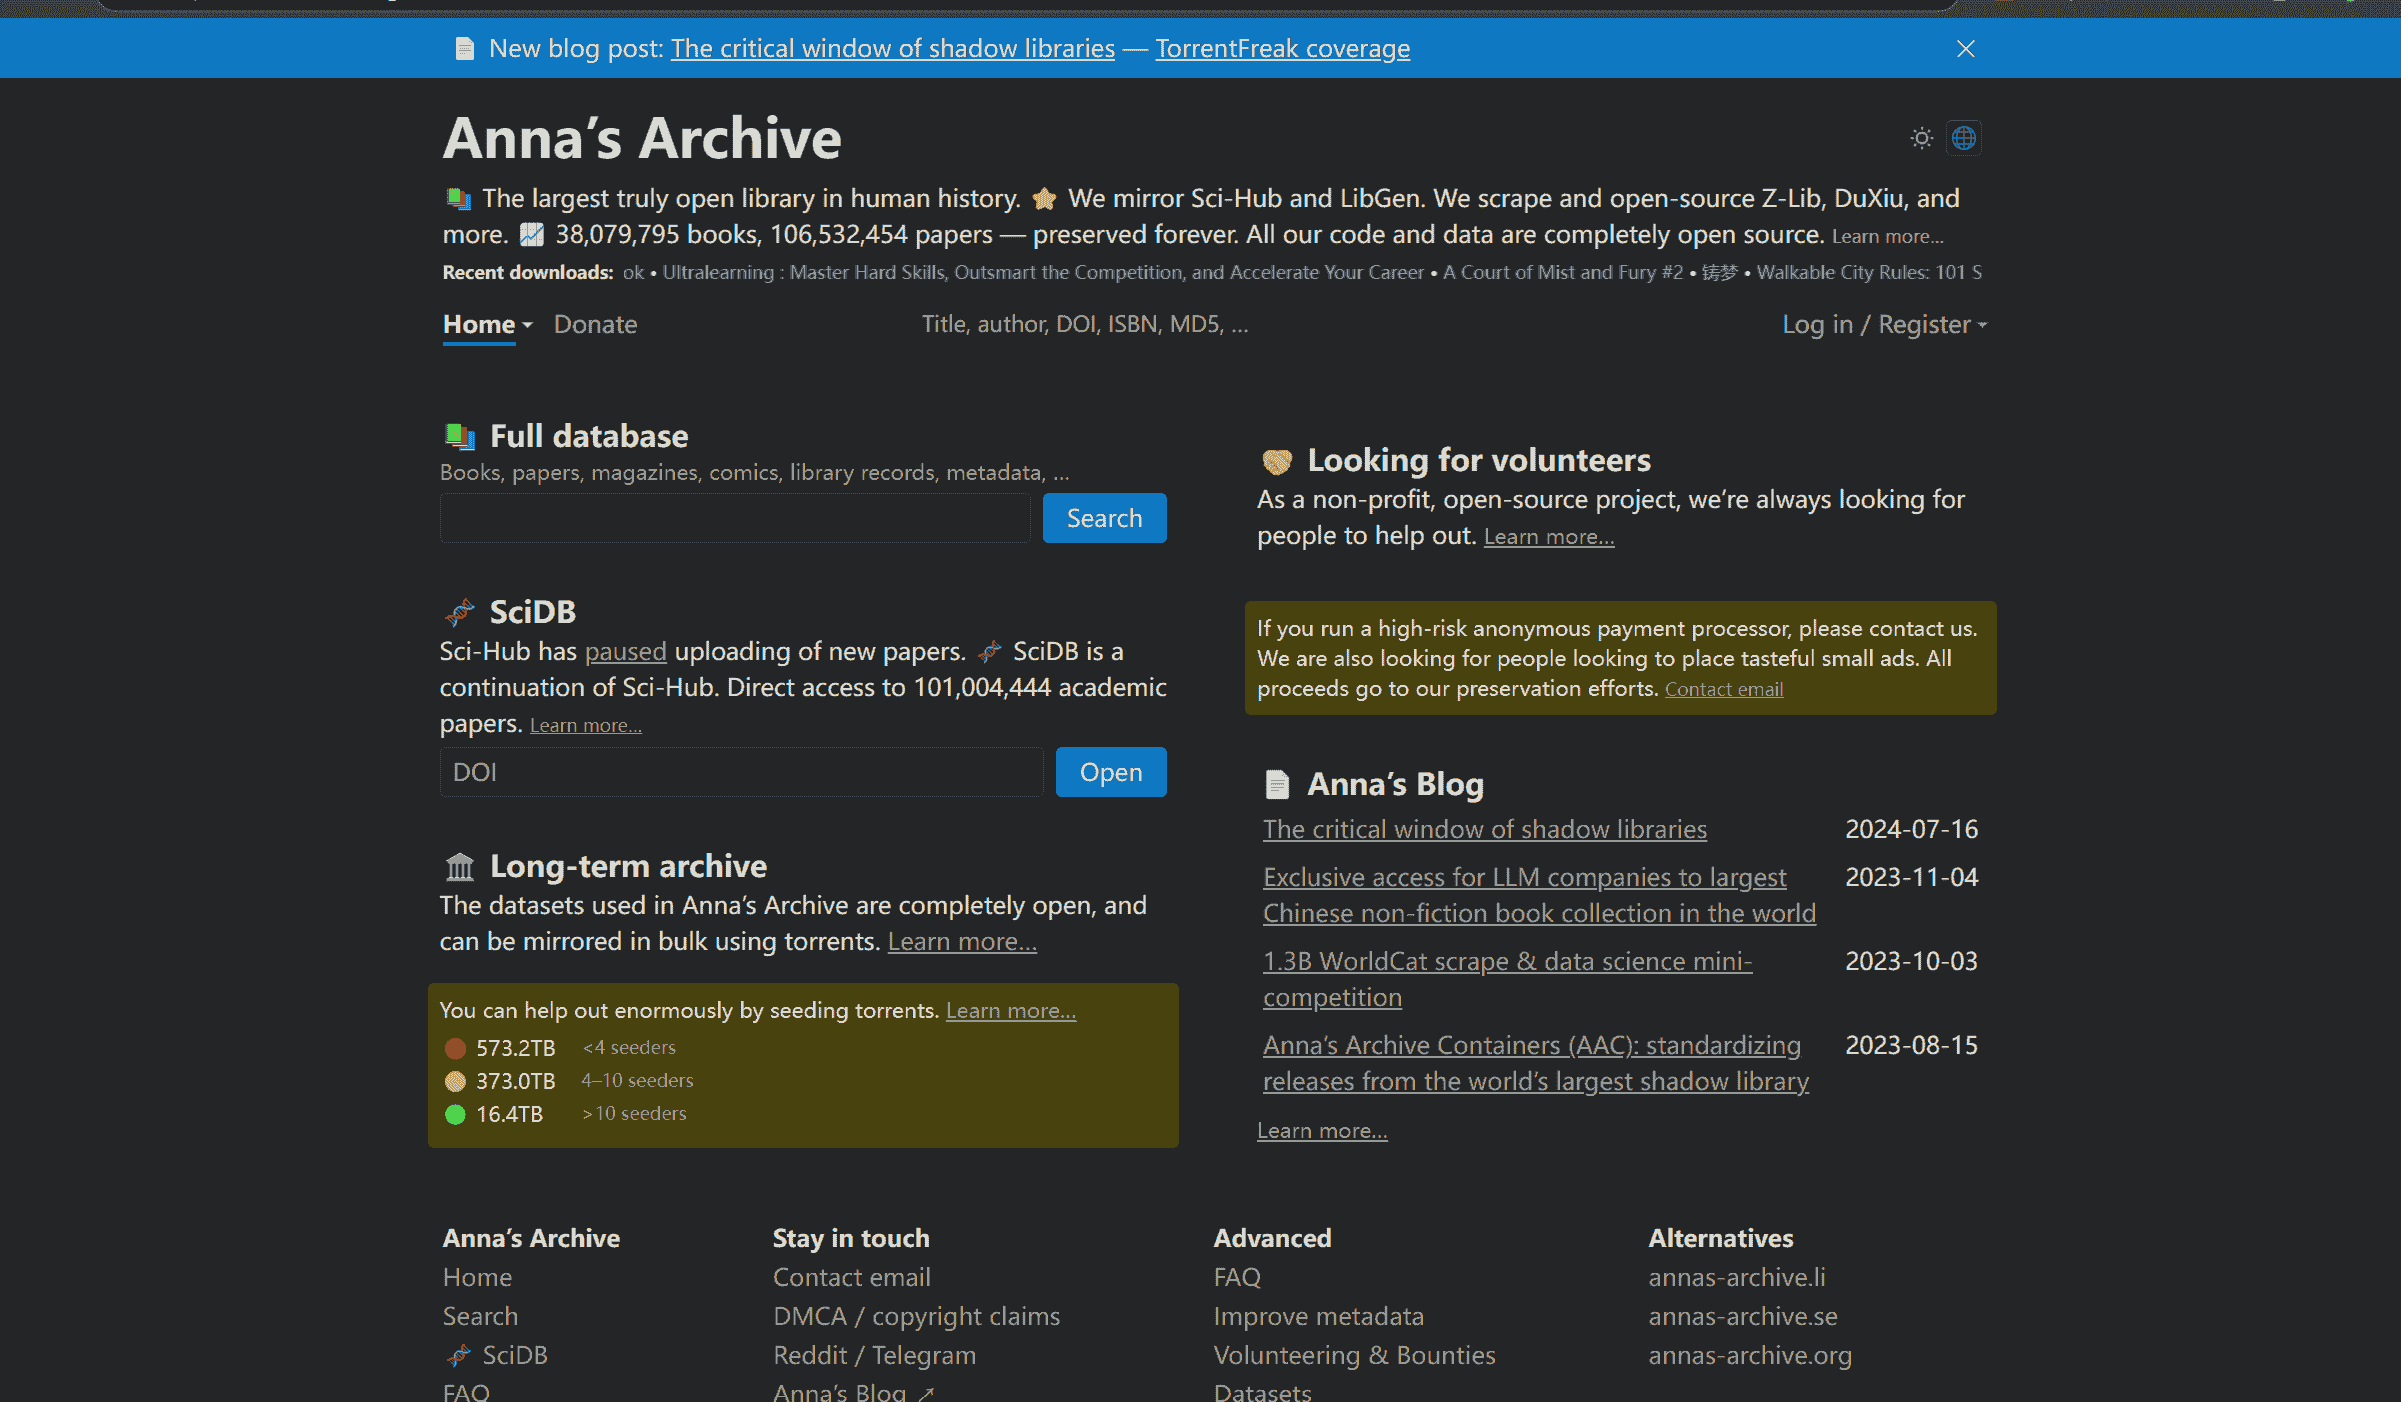 New blog post: The critical window of shadow libraries — TorrentFreak coverage
Anna’s Archive
The largest truly open library in human history. We mirror Sci-Hub and LibGen. We scrape and open-source Z-Lib, DuXiu, and
more. 38,079,795 books, 106,532,454 papers — preserved forever. All our code and data are completely open source. Learn more…
Recent downloads: ok • Ultralearning : Master Hard Skills, Outsmart the Competition, and Accelerate Your Career • A Court of Mist and Fury #2 • 铸梦 • Walkable City Rules: 101 S
Home Donate Title, author, DOI, ISBN, MD5, … Log in / Register
Full database
Books, papers, magazines, comics, library records, metadata, …
Search
SciDB
Sci-Hub has paused uploading of new papers. SciDB is a
continuation of Sci-Hub. Direct access to 101,004,444 academic
papers. Learn more…
DOI Open
Long-term archive
The datasets used in Anna’s Archive are completely open, and
can be mirrored in bulk using torrents. Learn more…
You can help out enormously by seeding torrents. Learn more…
573.2TB <4 seeders
373.0TB 4–10 seeders
16.4TB >10 seeders
Looking for volunteers
As a non-profit, open-source project, we’re always looking for
people to help out. Learn more…
If you run a high-risk anonymous payment processor, please contact us.
We are also looking for people looking to place tasteful small ads. All
proceeds go to our preservation efforts. Contact email
Anna’s Blog
The critical window of shadow libraries 2024-07-16
Exclusive access for LLM companies to largest 2023-11-04
Chinese non-fiction book collection in the world
1.3B WorldCat scrape & data science mini- 2023-10-03
competition
Anna’s Archive Containers (AAC): standardizing 2023-08-15
releases from the world’s largest shadow library
Learn more…
Anna’s Archive
Home
Search
SciDB
FAQ
Stay in touch
Contact email
DMCA / copyright claims
Reddit / Telegram
Anna’s Blog ↗
Advanced
FAQ
Improve metadata
Volunteering & Bounties
Datasets
Alternatives
annas-archive.li
annas-archive.se
annas-archive.org